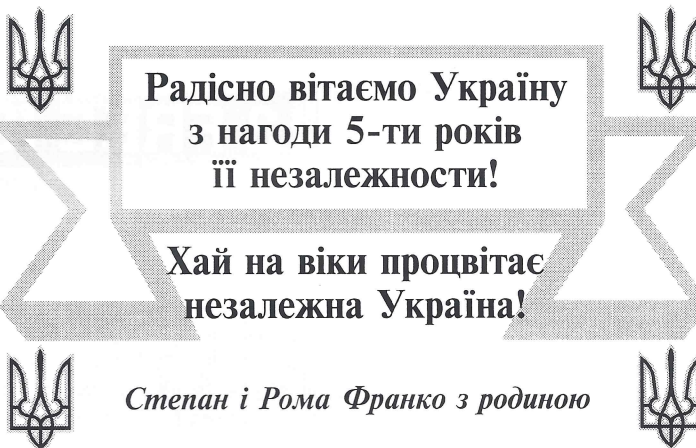 Радісно вітаємо Україну
з нагоди 5-ти років
її незалежности!
Хай на віки процвітає
незалежна Україна!
Степан і Рома Франко з родиною